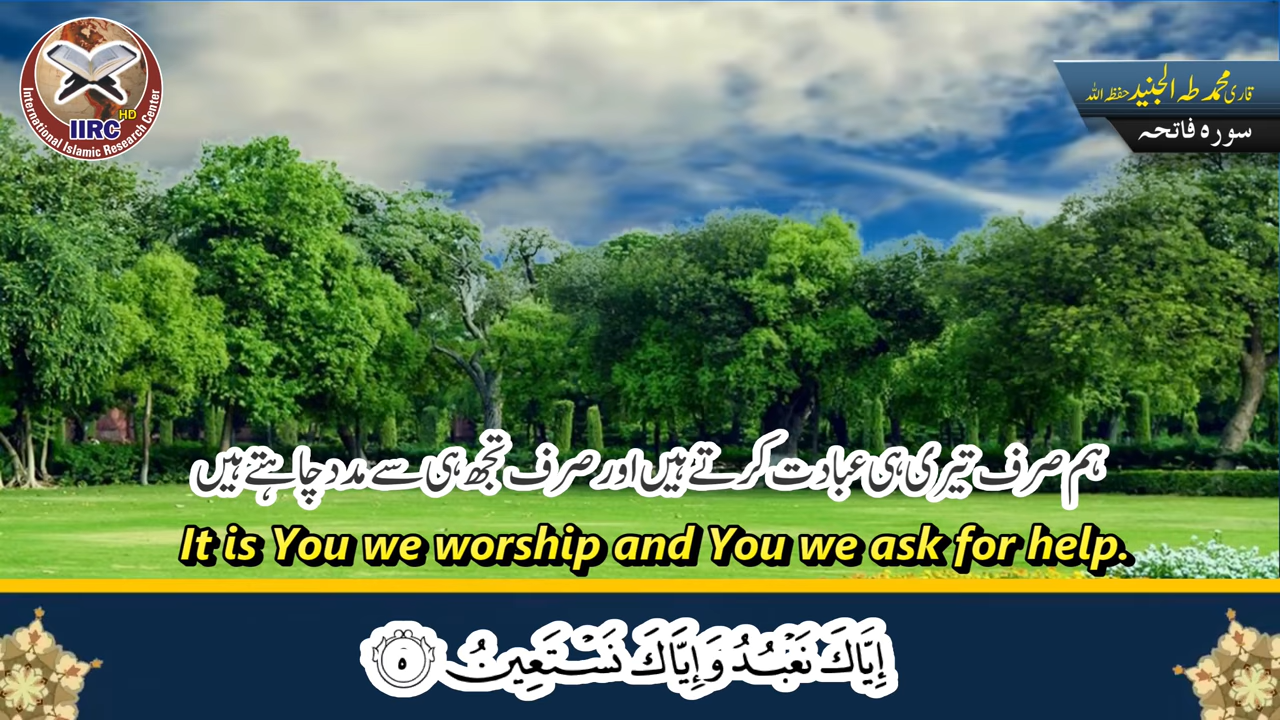 International Islamic Research Center
IIRC HD
قاری محمد طہ الجنید حفظہ اللہ
سورہ فاتحہ
ہم صرف تیری ہی عبادت کرتے ہیں اور صرف تجھ ہی سے مدد چاہتے ہیں
It is You we worship and You we ask for help.
إِيَّاكَ نَعْبُدُ وَإِيَّاكَ نَسْتَعِينُ ٥